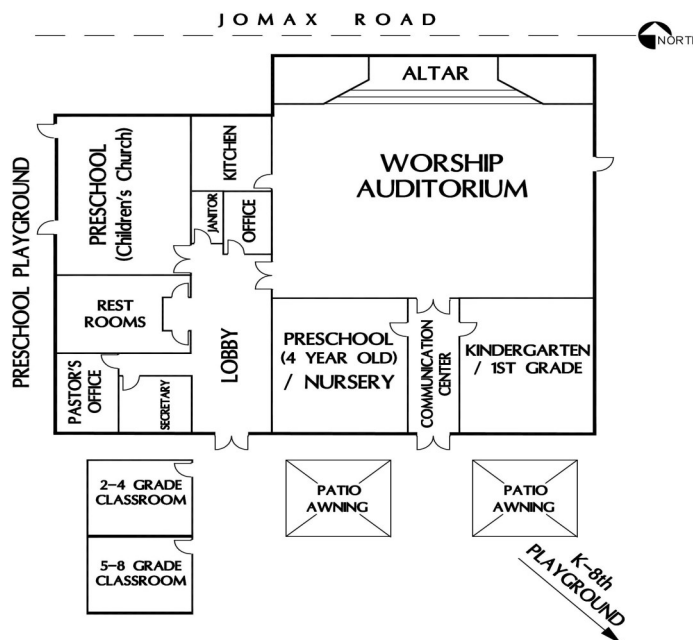 JOMAX ROAD
NORTH
ALTAR
PRESCHOOL PLAYGROUND
PRESCHOOL
(Children's Church)
KITCHEN
WORSHIP
AUDITORIUM
JANITOR
OFFICE
REST
ROOMS
LOBBY
PRESCHOOL
(4 YEAR OLD)
/ NURSERY
COMMUNICATION
CENTER
KINDERGARTEN
/ 1ST GRADE
PASTOR'S
OFFICE
SECRETARY
2-4 GRADE
CLASSROOM
PATIO
AWNING
PATIO
AWNING
5-8 GRADE
CLASSROOM
K-8th
PLAYGROUND